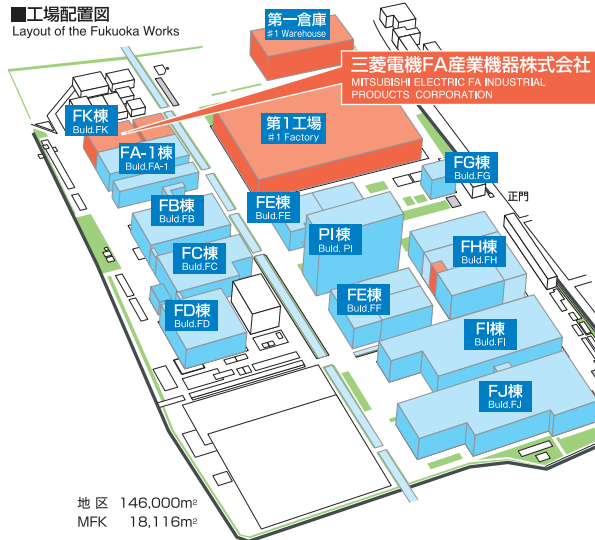 ■工場配置図
Layout of the Fukuoka Works
第一倉庫
#1 Warehouse
三菱電機FA産業機器株式会社
MITSUBISHI ELECTRIC FA INDUSTRIAL
PRODUCTS CORPORATION
FK棟
Buld.FK
第1工場
#1 Factory
FA-1棟
Buld.FA-1
FG棟
Buld.FG
正門
FB棟
Buld.FB
FE棟
Buld.FE
PI棟
Buld. PI
FH棟
Buld.FH
FC棟
Buld.FC
FD棟
Buld.FD
FE棟
Buld.FF
FI棟
Buld.FI
FJ棟
Buld.FJ
地 区 146,000m²
MFK 18,116m²